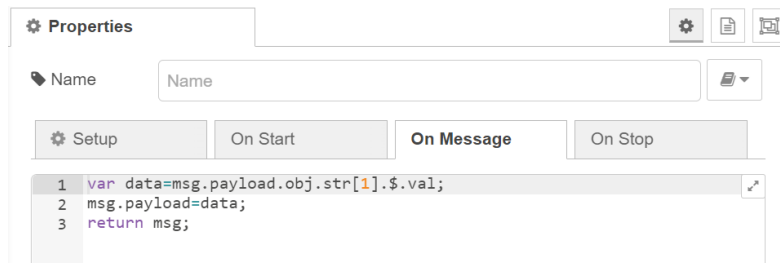 Properties
Name Name
Setup On Start On Message On Stop
1 var data=msg.payload.obj.str[1].$.val;
2 msg.payload=data;
3 return msg;